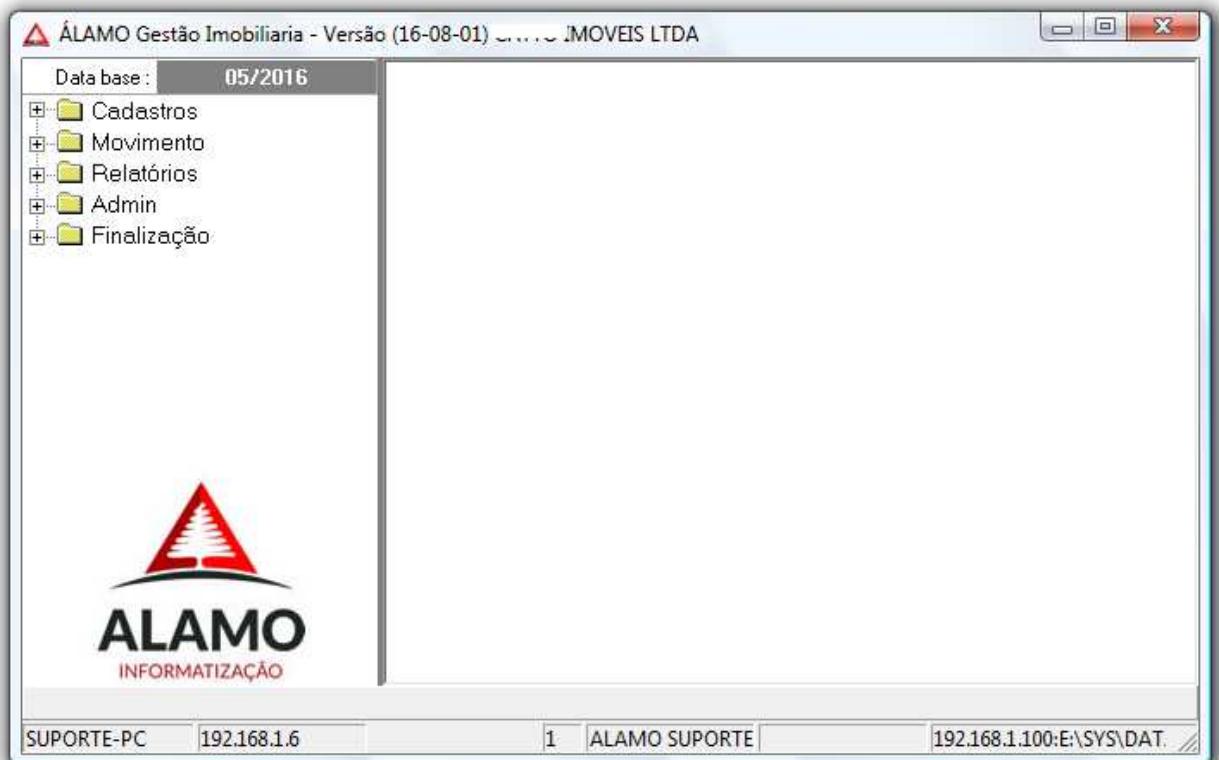 ÁLAMO Gestão Imobiliaria - Versão (16-08-01) IMOVEIS LTDA
Data base : 05/2016
Cadastros
Movimento
Relatórios
Admin
Finalização
ALAMO
INFORMATIZAÇÃO
SUPORTE-PC 192.168.1.6 1 ALAMO SUPORTE 192.168.1.100:E:\SYS\DAT.